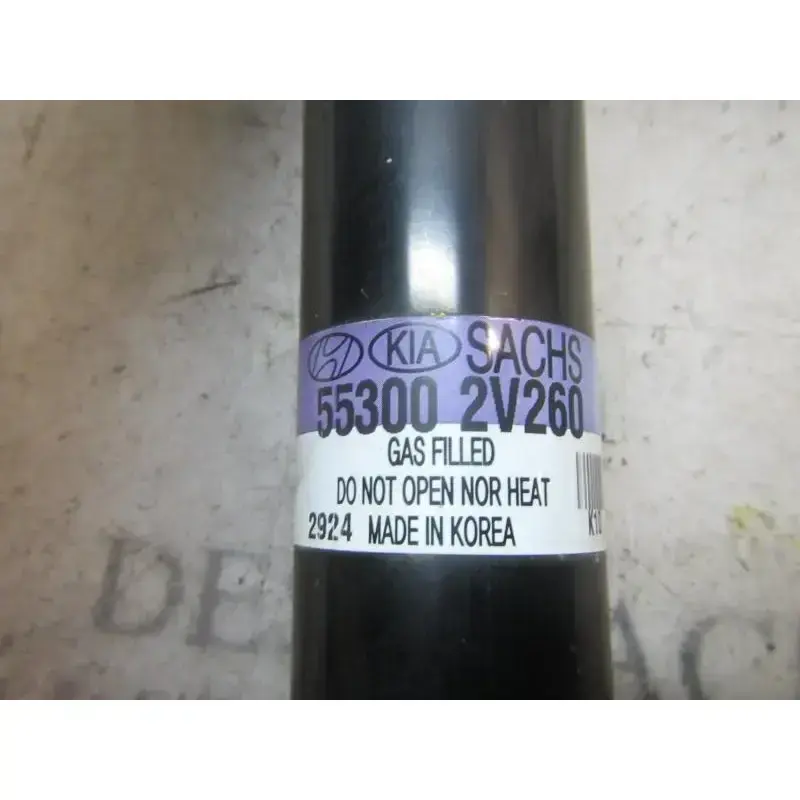 KIA SACHS
55300 2V260
GAS FILLED
DO NOT OPEN NOR HEAT
2924 MADE IN KOREA